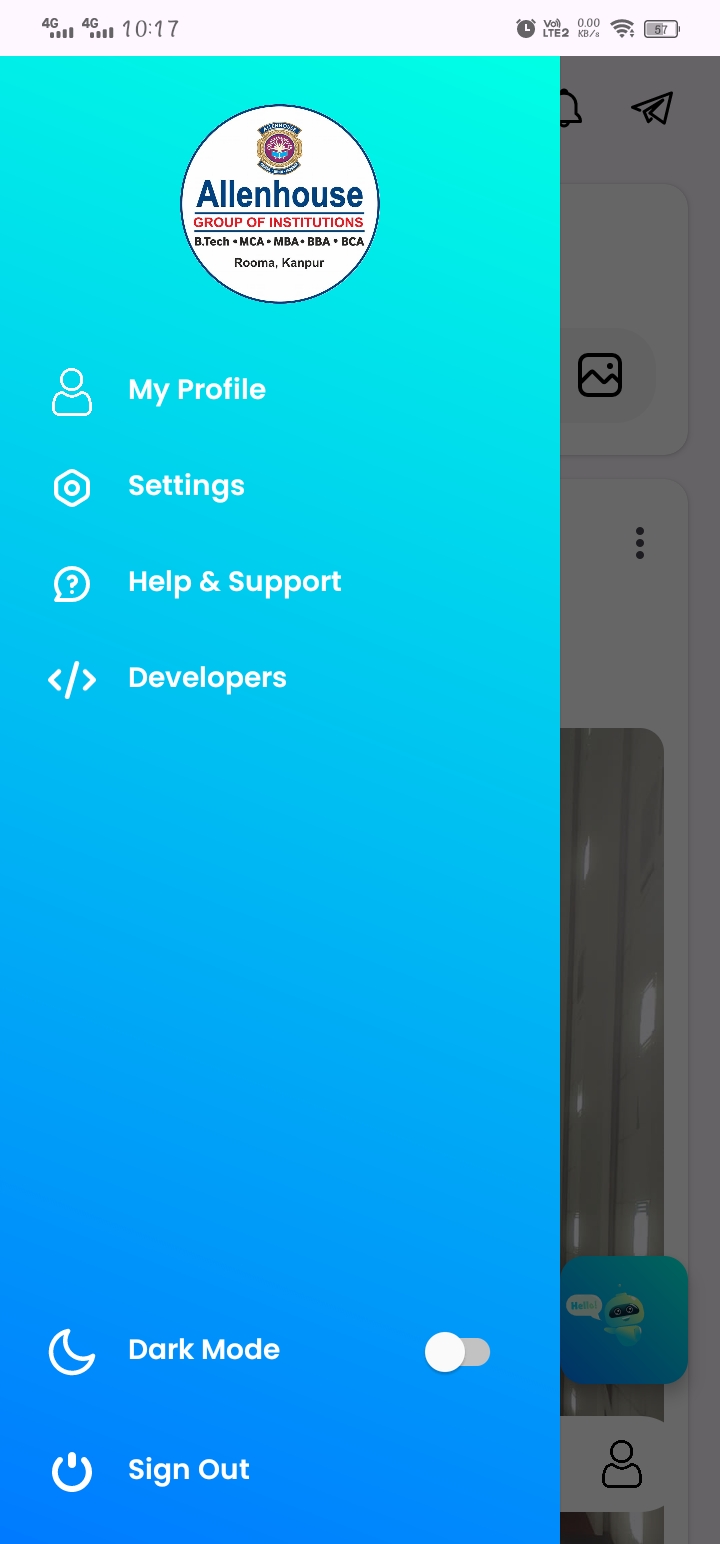 4G 4G 10:17 Vo) LTE2 0.00 KB/s 57
ALLENHOUSE
Allenhouse
GROUP OF INSTITUTIONS
B.Tech • MCA • MBA • BBA • BCA
Rooma, Kanpur
My Profile
Settings
Help & Support
Developers
Hello!
Dark Mode
Sign Out